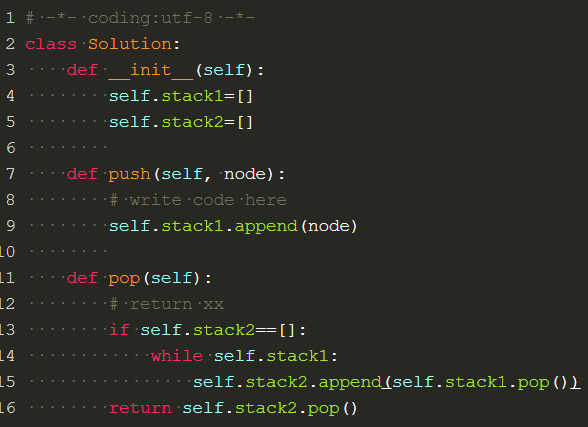 1 # -*- coding:utf-8 -*-
2 class Solution:
3     def __init__(self):
4         self.stack1=[]
5         self.stack2=[]
6         
7     def push(self, node):
8         # write code here
9         self.stack1.append(node)
10         
11     def pop(self):
12         # return xx
13         if self.stack2==[]:
14             while self.stack1:
15                 self.stack2.append(self.stack1.pop())
16         return self.stack2.pop()